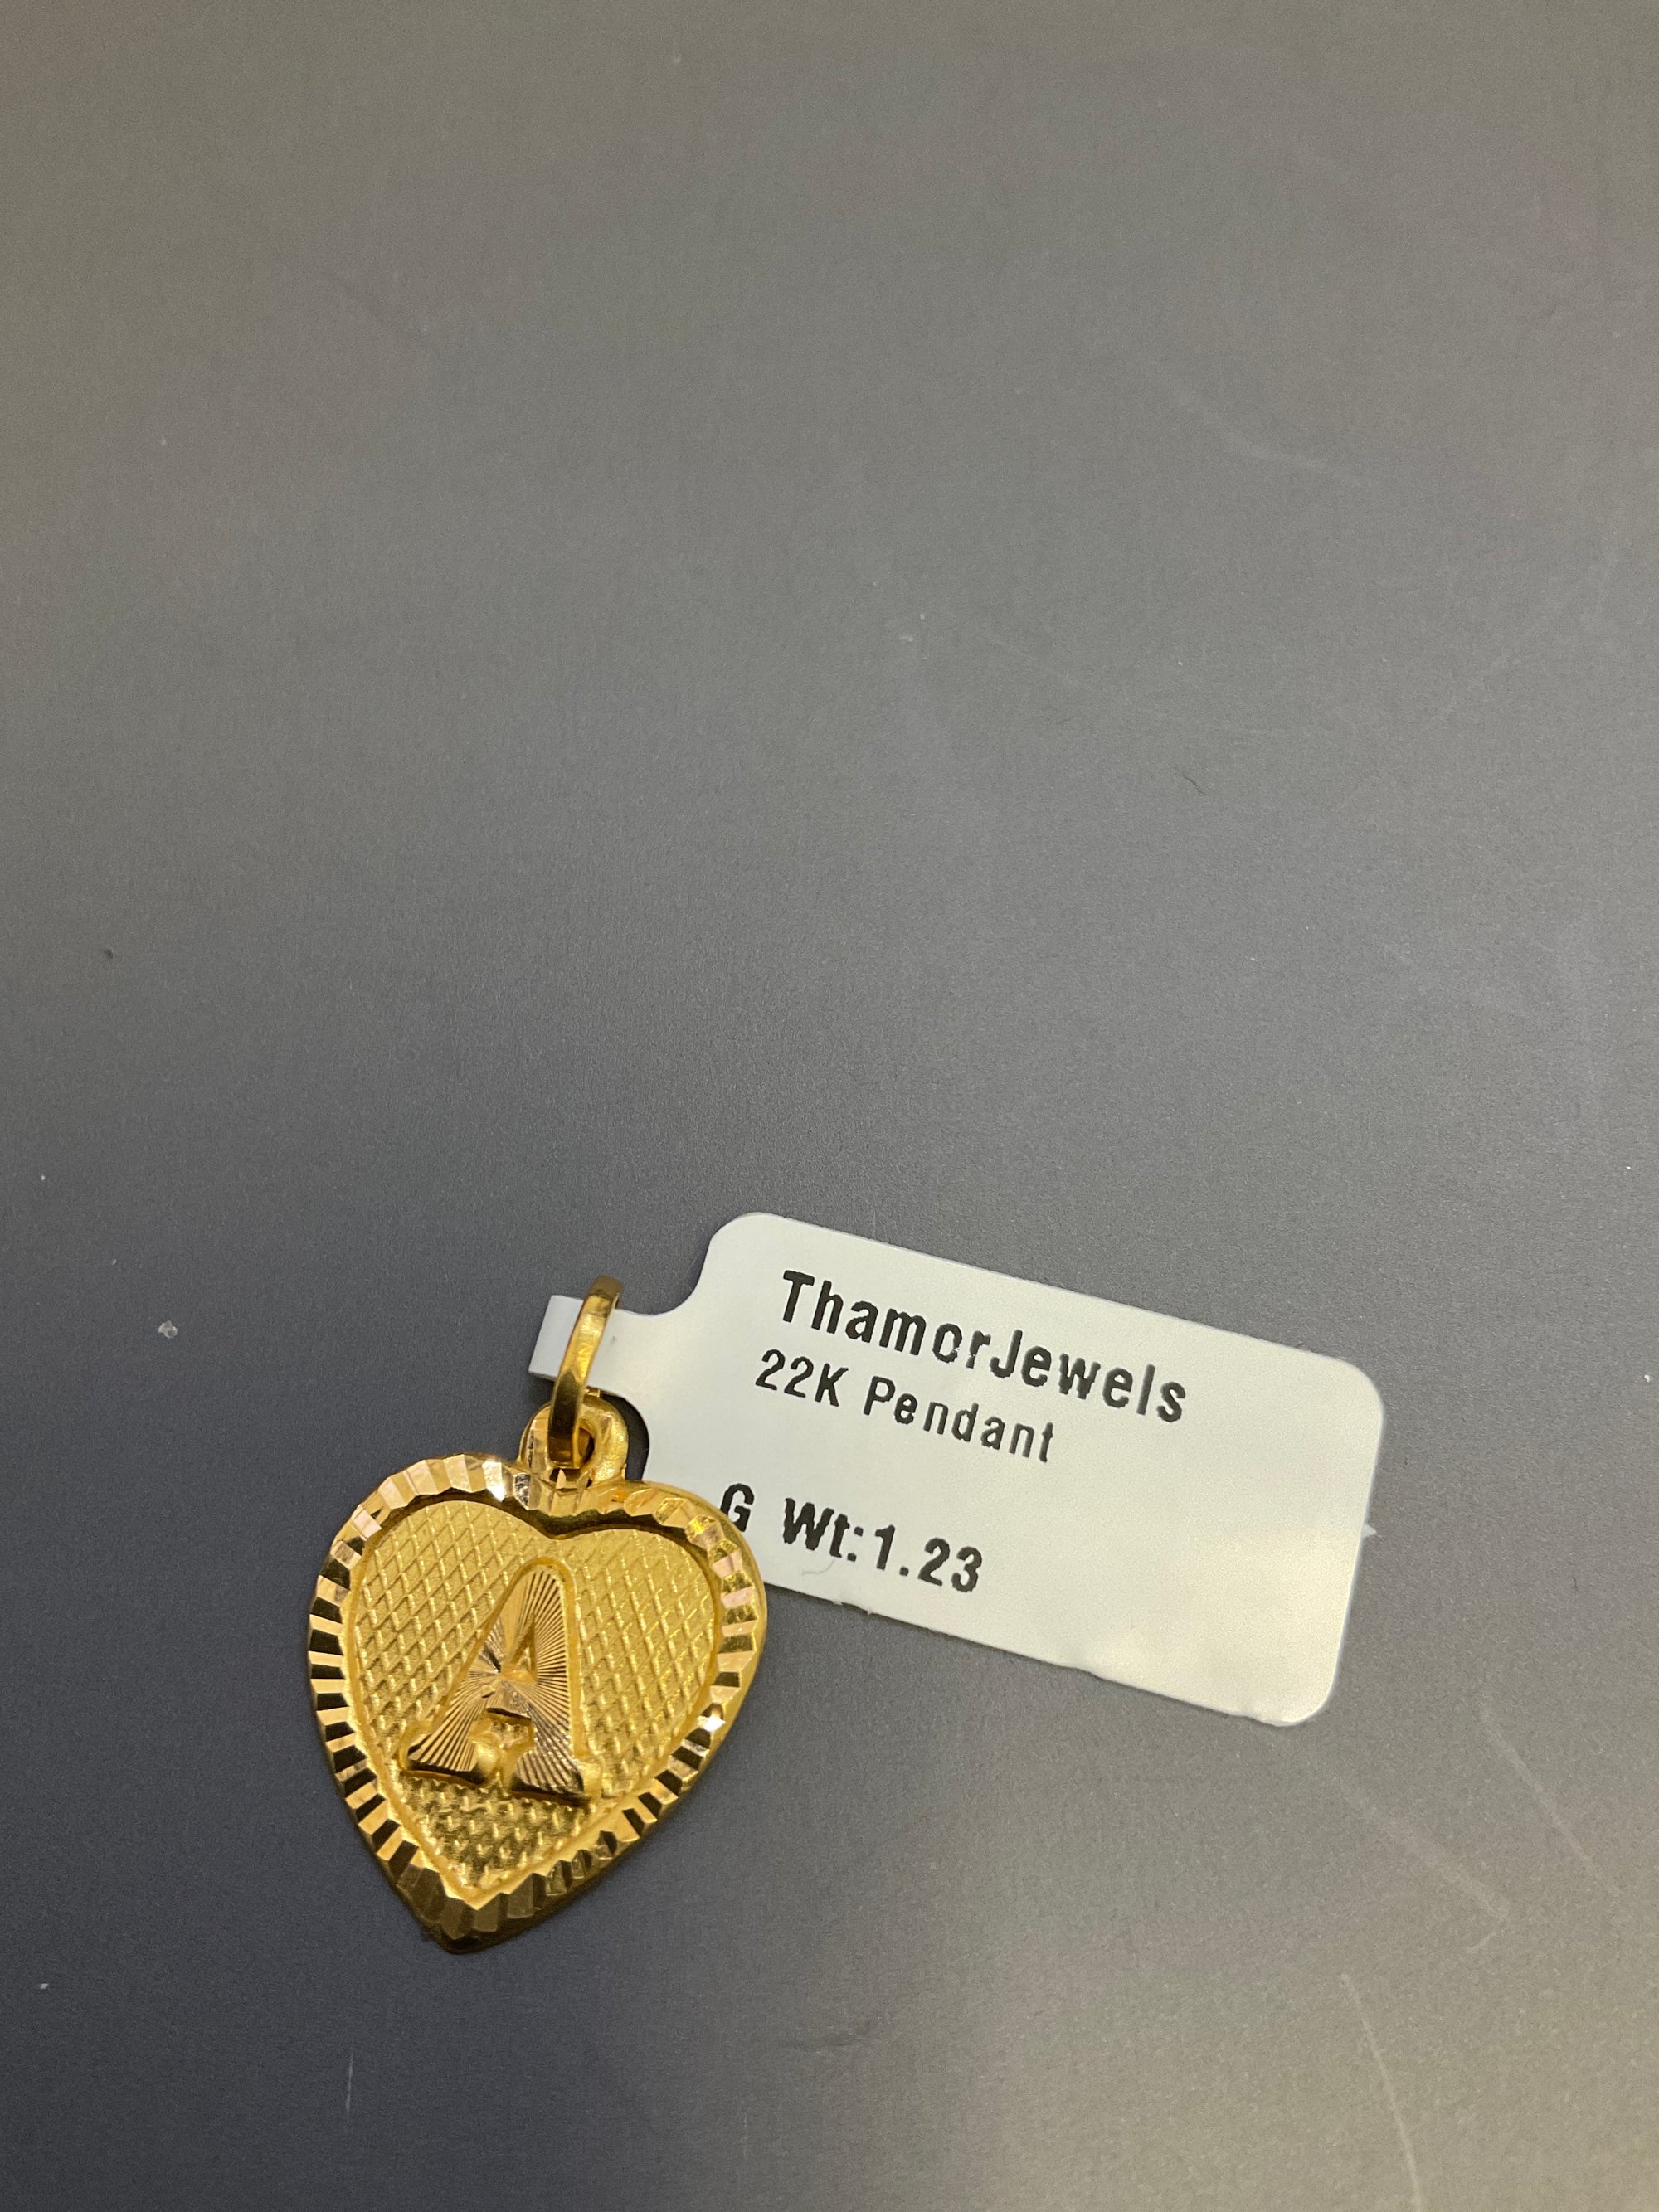 ThamorJewels
22K Pendant
G Wt:1.23
A